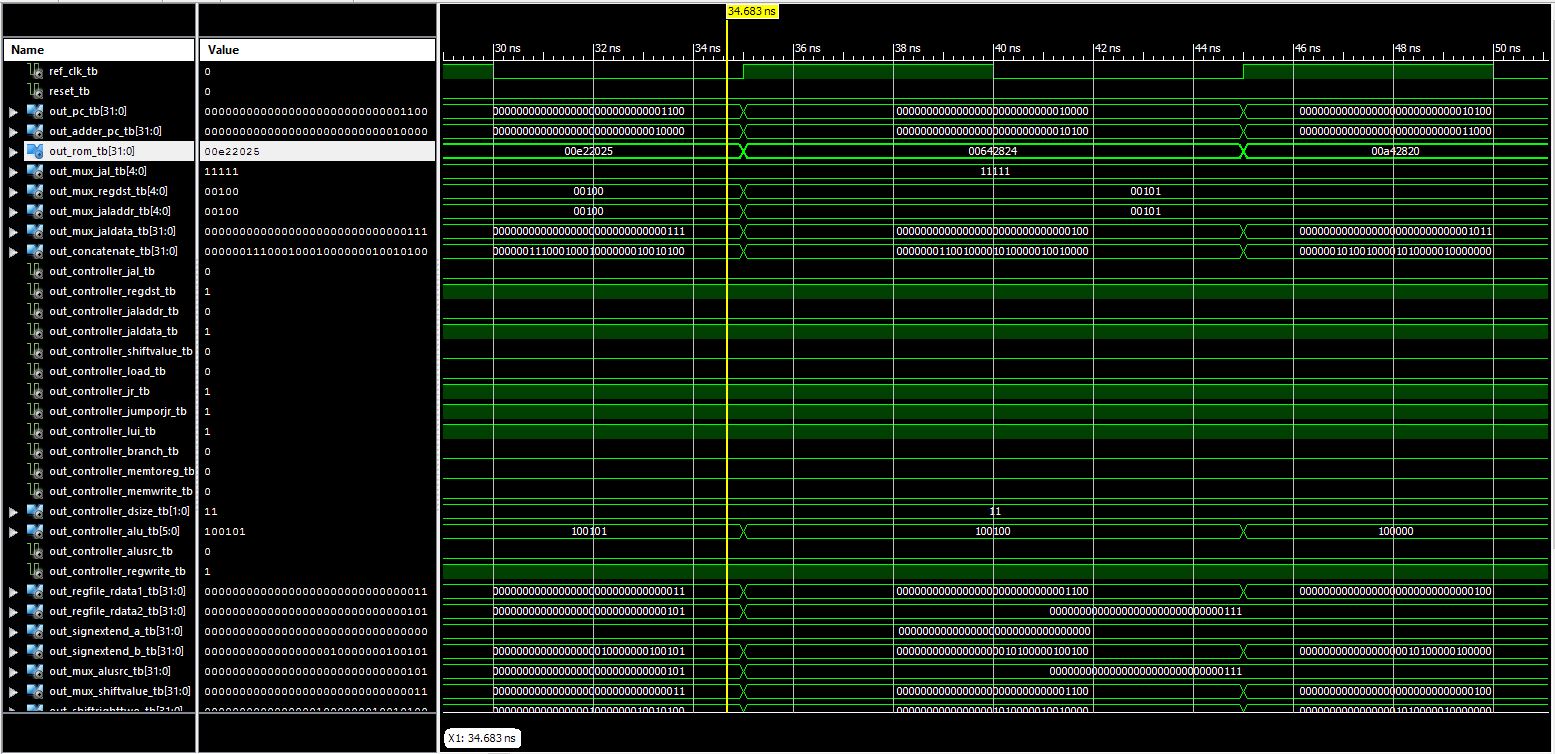 34.683 ns
Name Value 30 ns 32 ns 34 ns 36 ns 38 ns 40 ns 42 ns 44 ns 46 ns 48 ns 50 ns
ref_clk_tb 0
reset_tb 0
out_pc_tb[31:0] 00000000000000000000000000001100 00000000000000000000000000001100 00000000000000000000000000010000 00000000000000000000000000010100
out_adder_pc_tb[31:0] 00000000000000000000000000010000 00000000000000000000000000010000 00000000000000000000000000010100 00000000000000000000000000011000
out_rom_tb[31:0] 00e22025 00e22025 00642824 00a42820
out_mux_jal_tb[4:0] 11111 11111
out_mux_regdst_tb[4:0] 00100 00100 00101
out_mux_jaladdr_tb[4:0] 00100 00100 00101
out_mux_jaldata_tb[31:0] 00000000000000000000000000000111 00000000000000000000000000000111 00000000000000000000000000000100 00000000000000000000000000001011
out_concatenate_tb[31:0] 00000011100010001000000010010100 00000011100010001000000010010100 00000001100100001010000010010000 00000010100100001010000010000000
out_controller_jal_tb 0
out_controller_regdst_tb 1
out_controller_jaladdr_tb 0
out_controller_jaldata_tb 1
out_controller_shiftvalue_tb 0
out_controller_load_tb 0
out_controller_jr_tb 1
out_controller_jumporjr_tb 1
out_controller_lui_tb 1
out_controller_branch_tb 0
out_controller_memtoreg_tb 0
out_controller_memwrite_tb 0
out_controller_dsize_tb[1:0] 11 11
out_controller_alu_tb[5:0] 100101 100101 100100 100000
out_controller_alusrc_tb 0
out_controller_regwrite_tb 1
out_regfile_rdata1_tb[31:0] 00000000000000000000000000000011 00000000000000000000000000000011 00000000000000000000000000001100 00000000000000000000000000000100
out_regfile_rdata2_tb[31:0] 00000000000000000000000000000101 00000000000000000000000000000101 00000000000000000000000000000111
out_signextend_a_tb[31:0] 00000000000000000000000000000000 00000000000000000000000000000000
out_signextend_b_tb[31:0] 00000000000000000010000000100101 00000000000000000010000000100101 00000000000000000010100000100100 00000000000000000010100000100000
out_mux_alusrc_tb[31:0] 00000000000000000000000000000101 00000000000000000000000000000101 00000000000000000000000000000111
out_mux_shiftvalue_tb[31:0] 00000000000000000000000000000011 00000000000000000000000000000011 00000000000000000000000000001100 00000000000000000000000000000100
X1: 34.683 ns